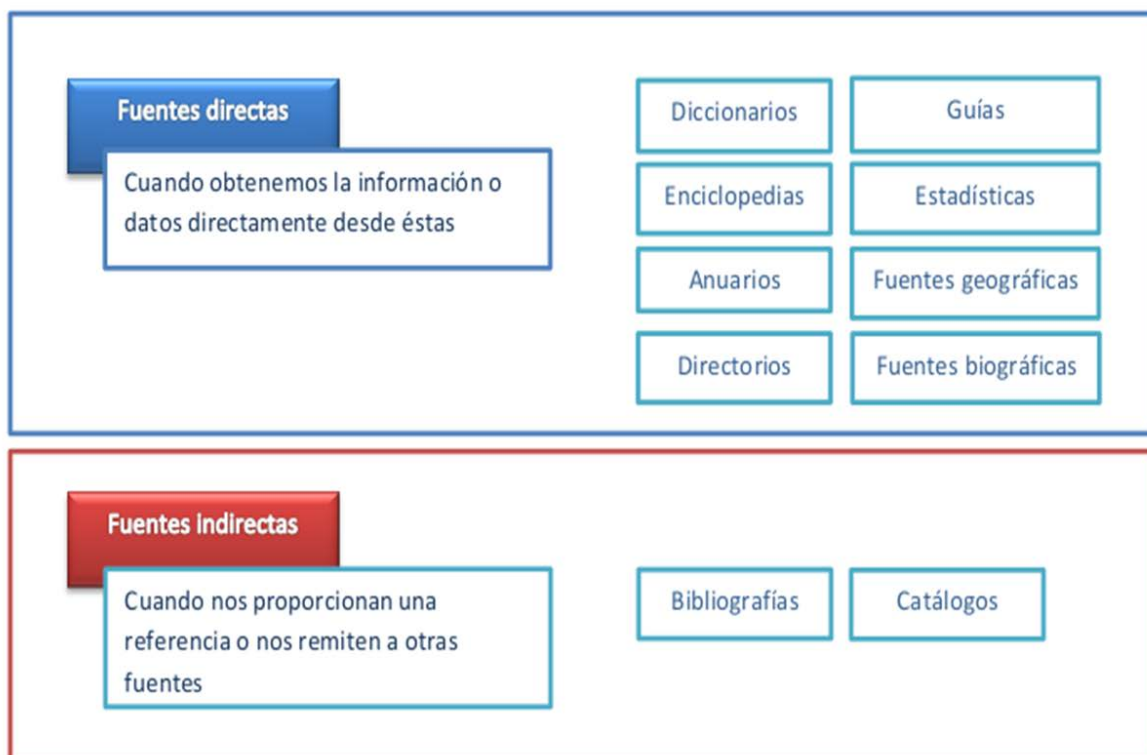 Fuentes directas
Cuando obtenemos la información o
datos directamente desde éstas
Diccionarios
Guías
Enciclopedias
Estadísticas
Anuarios
Fuentes geográficas
Directorios
Fuentes biográficas
Fuentes indirectas
Cuando nos proporcionan una
referencia o nos remiten a otras
fuentes
Bibliografías
Catálogos